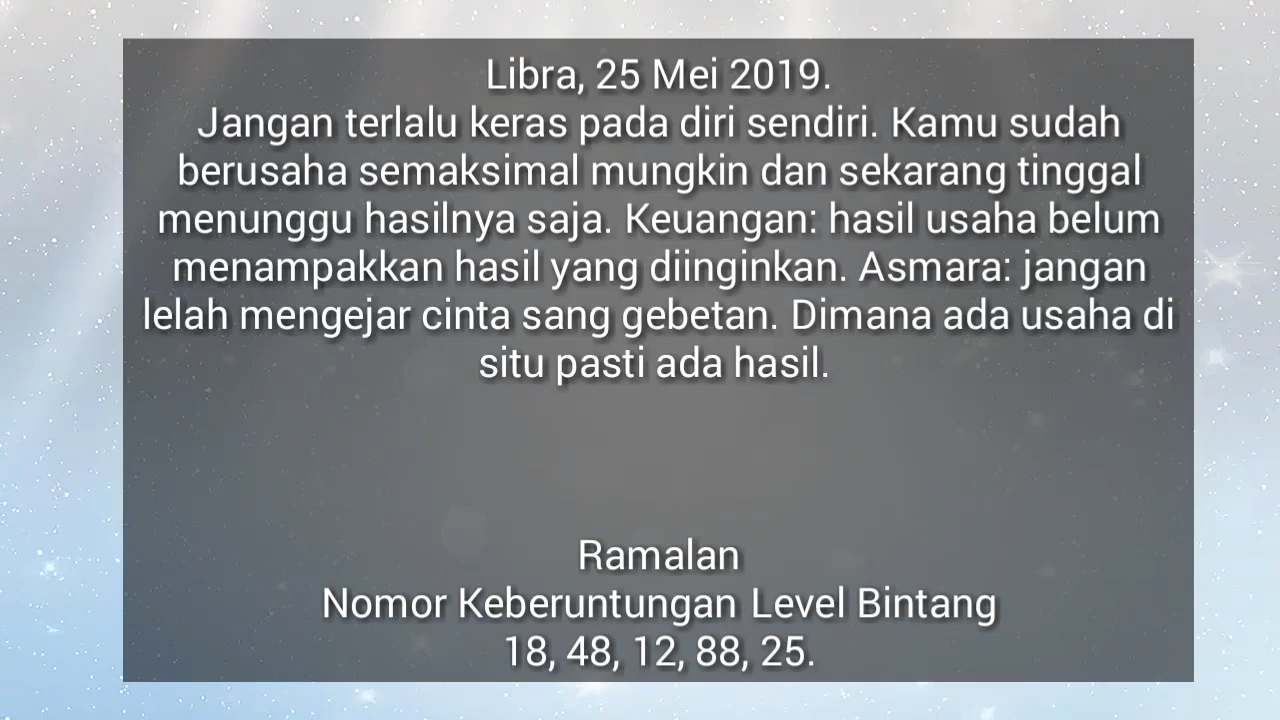 Libra, 25 Mei 2019.
Jangan terlalu keras pada diri sendiri. Kamu sudah
berusaha semaksimal mungkin dan sekarang tinggal
menunggu hasilnya saja. Keuangan: hasil usaha belum
menampakkan hasil yang diinginkan. Asmara: jangan
lelah mengejar cinta sang gebetan. Dimana ada usaha di
situ pasti ada hasil.
Ramalan
Nomor Keberuntungan Level Bintang
18, 48, 12, 88, 25.